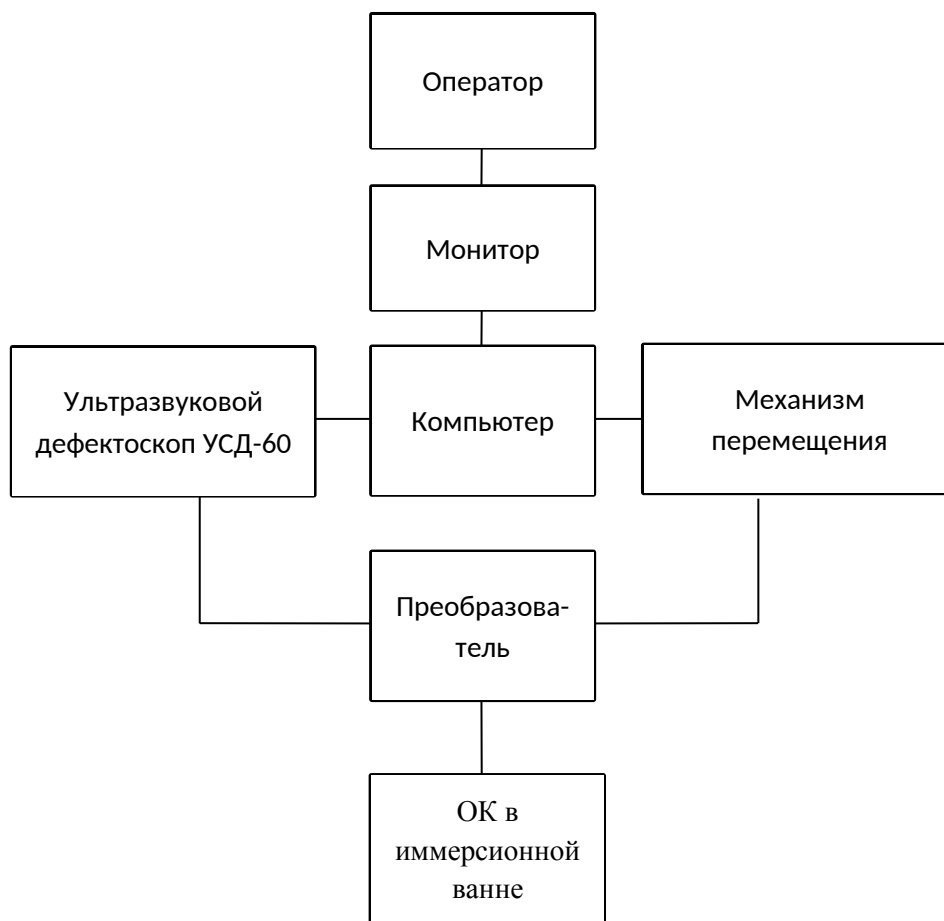 Оператор
Монитор
Ультразвуковой
дефектоскоп УСД-60
Компьютер
Механизм
перемещения
Преобразова-
тель
ОК в
иммерсионной
ванне